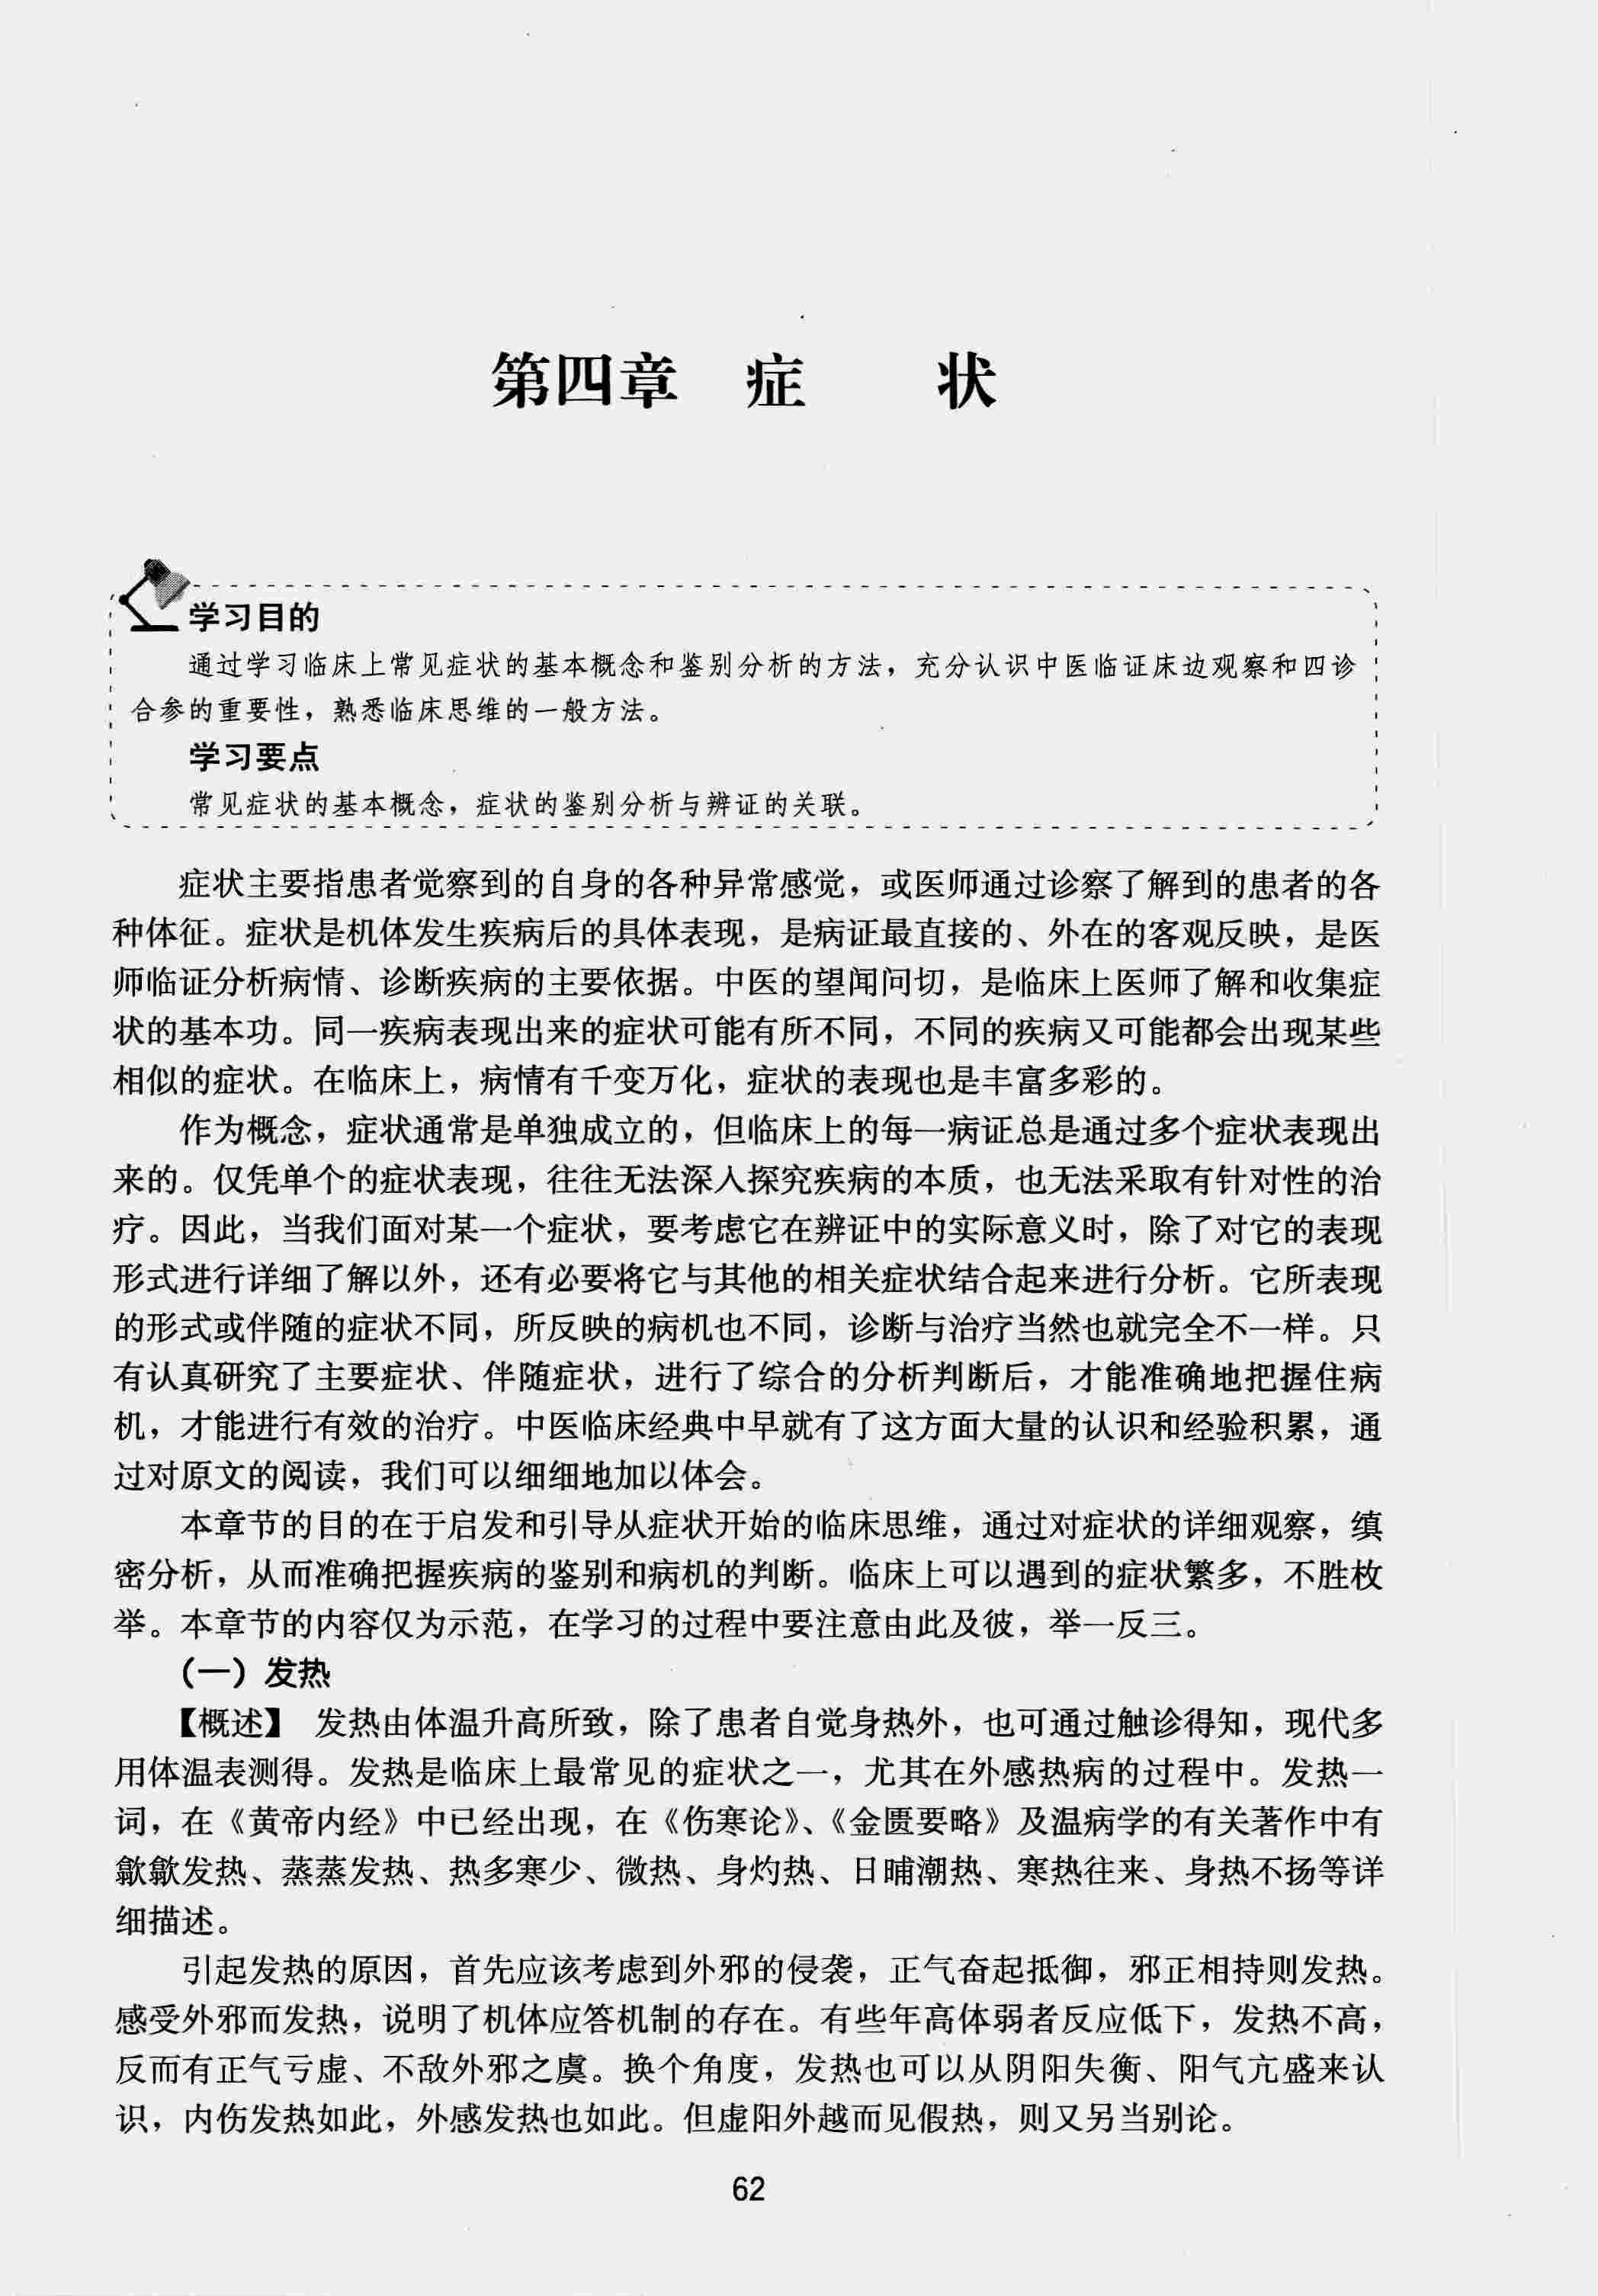 第四章 症 状
学习目的
通过学习临床上常见症状的基本概念和鉴别分析的方法，充分认识中医临证床边观察和四诊
合参的重要性，熟悉临床思维的一般方法。
学习要点
常见症状的基本概念，症状的鉴别分析与辨证的关联。
症状主要指患者觉察到的自身的各种异常感觉，或医师通过诊察了解到的患者的各
种体征。症状是机体发生疾病后的具体表现，是病证最直接的、外在的客观反映，是医
师临证分析病情、诊断疾病的主要依据。中医的望闻问切，是临床上医师了解和收集症
状的基本功。同一疾病表现出来的症状可能有所不同，不同的疾病又可能都会出现某些
相似的症状。在临床上，病情有千变万化，症状的表现也是丰富多彩的。
作为概念，症状通常是单独成立的，但临床上的每一病证总是通过多个症状表现出
来的。仅凭单个的症状表现，往往无法深入探究疾病的本质，也无法采取有针对性的治
疗。因此，当我们面对某一个症状，要考虑它在辨证中的实际意义时，除了对它的表现
形式进行详细了解以外，还有必要将它与其他的相关症状结合起来进行分析。它所表现
的形式或伴随的症状不同，所反映的病机也不同，诊断与治疗当然也就完全不一样。只
有认真研究了主要症状、伴随症状，进行了综合的分析判断后，才能准确地把握住病
机，才能进行有效的治疗。中医临床经典中早就有了这方面大量的认识和经验积累，通
过对原文的阅读，我们可以细细地加以体会。
本章节的目的在于启发和引导从症状开始的临床思维，通过对症状的详细观察，缜
密分析，从而准确把握疾病的鉴别和病机的判断。临床上可以遇到的症状繁多，不胜枚
举。本章节的内容仅为示范，在学习的过程中要注意由此及彼，举一反三。
（一）发热
【概述】 发热由体温升高所致，除了患者自觉身热外，也可通过触诊得知，现代多
用体温表测得。发热是临床上最常见的症状之一，尤其在外感热病的过程中。发热一
词，在《黄帝内经》中已经出现，在《伤寒论》、《金匮要略》及温病学的有关著作中有
歙歙发热、蒸蒸发热、热多寒少、微热、身灼热、日晡潮热、寒热往来、身热不扬等详
细描述。
引起发热的原因，首先应该考虑到外邪的侵袭，正气奋起抵御，邪正相持则发热。
感受外邪而发热，说明了机体应答机制的存在。有些年高体弱者反应低下，发热不高，
反而有正气亏虚、不敌外邪之虞。换个角度，发热也可以从阴阳失衡、阳气亢盛来认
识，内伤发热如此，外感发热也如此。但虚阳外越而见假热，则又另当别论。
62